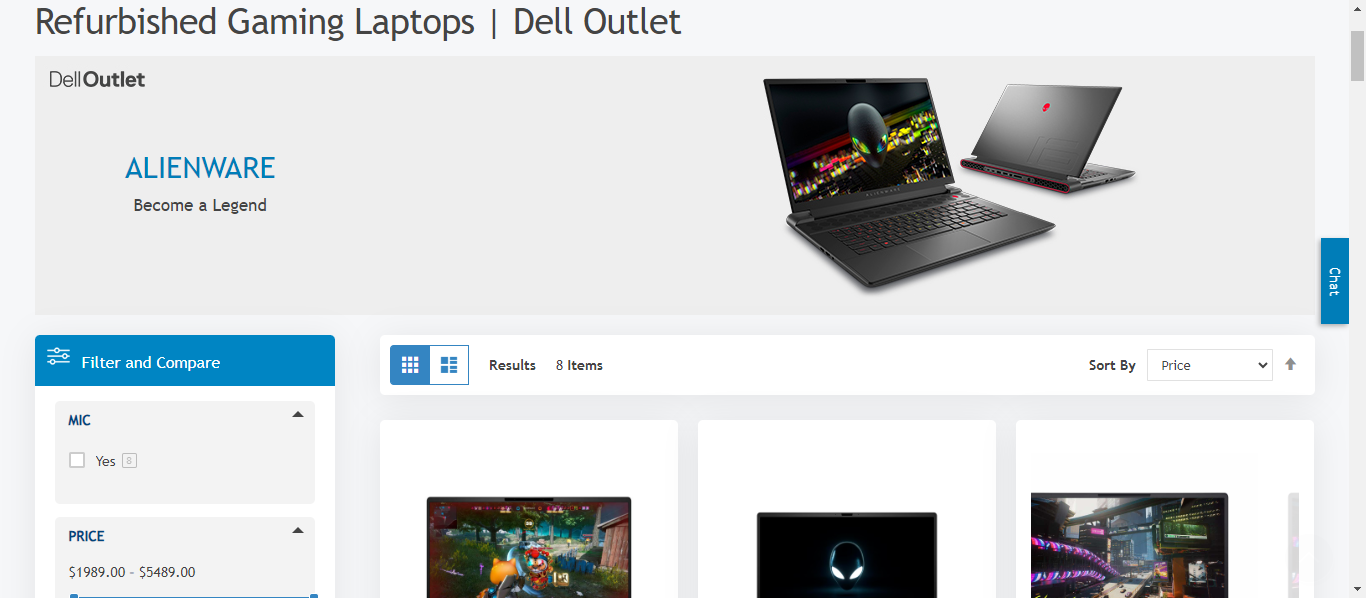 Refurbished Gaming Laptops | Dell Outlet
DellOutlet
ALIENWARE
Become a Legend
Chat
Filter and Compare
Results 8 Items
Sort By Price
MIC
Yes 8
PRICE
$1989.00 - $5489.00